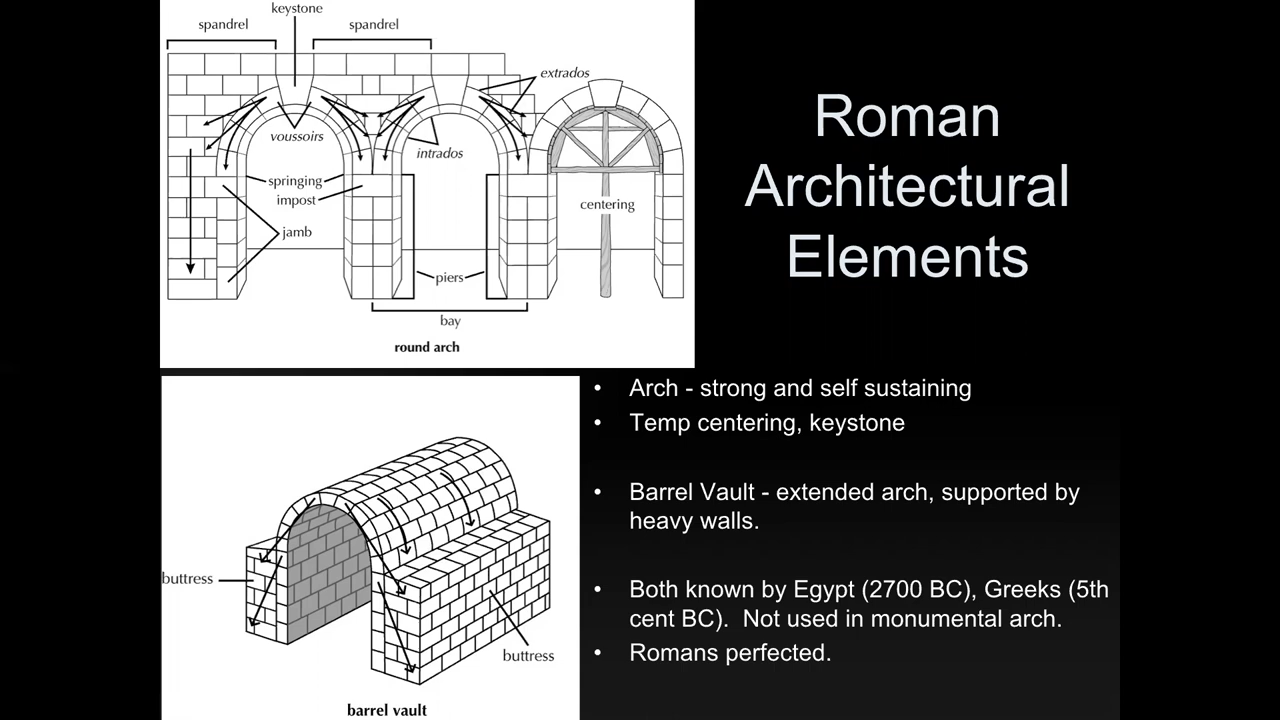 keystone
spandrel
spandrel
extrados
voussoirs
intrados
springing
impost
centering
jamb
piers
bay
round arch
Roman
Architectural
Elements
• Arch - strong and self sustaining
• Temp centering, keystone
• Barrel Vault - extended arch, supported by
heavy walls.
• Both known by Egypt (2700 BC), Greeks (5th
cent BC).  Not used in monumental arch.
• Romans perfected.
buttress
buttress
barrel vault